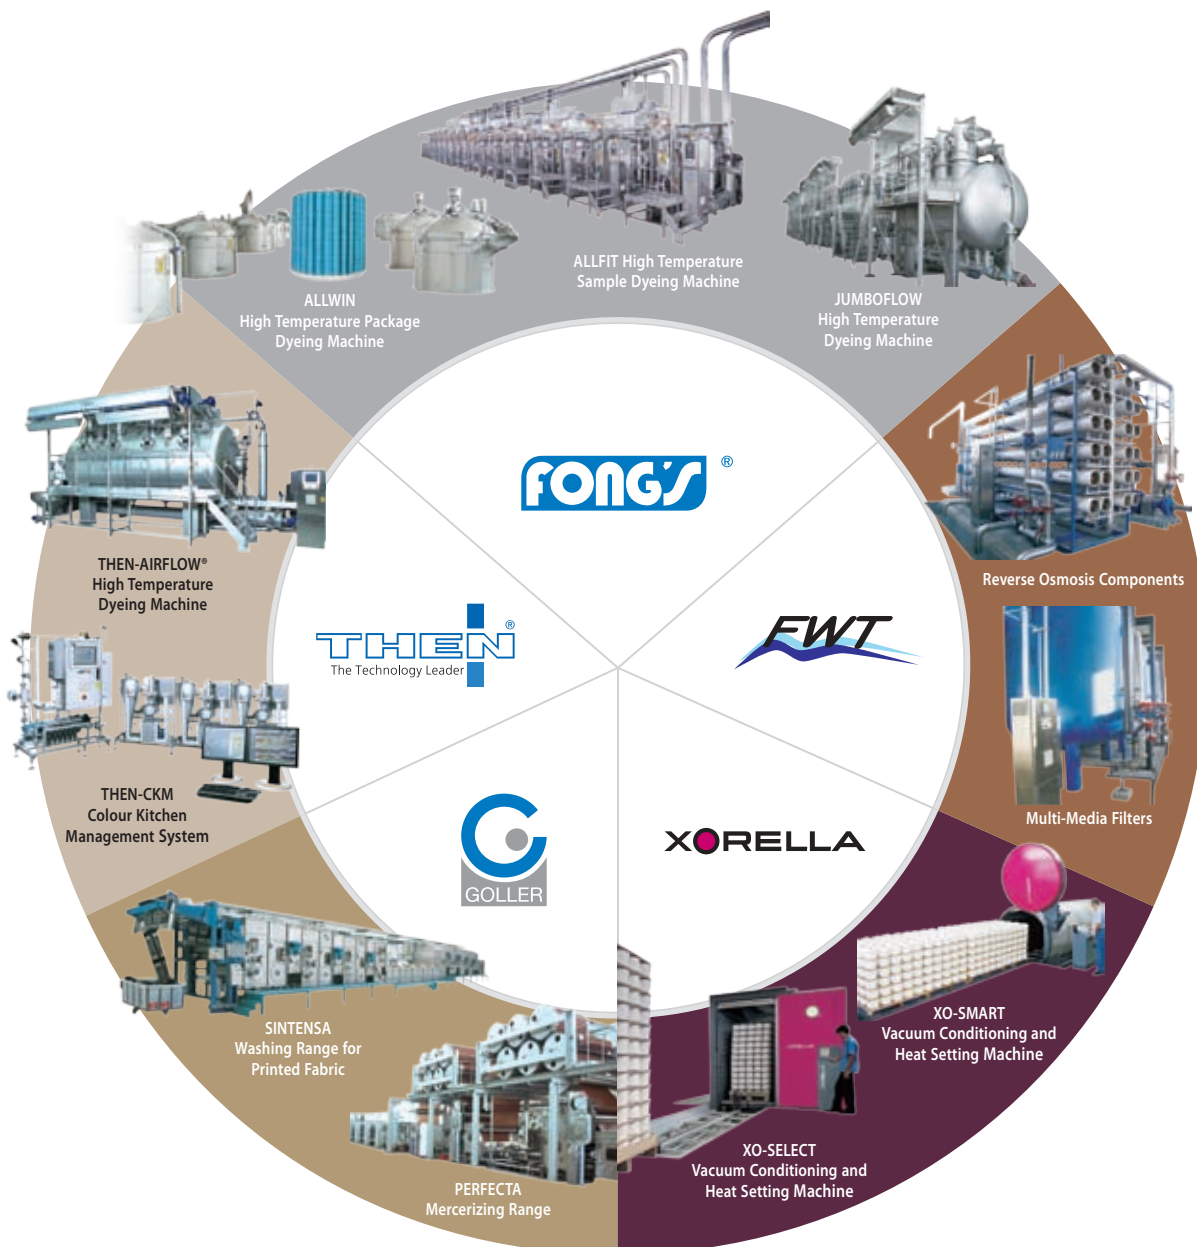 ALLFIT High Temperature
Sample Dyeing Machine
ALLWIN
High Temperature Package
Dyeing Machine
JUMBOFLOW
High Temperature
Dyeing Machine
FONG'S®
Reverse Osmosis Components
THEN-AIRFLOW®
High Temperature
Dyeing Machine
THEN®
The Technology Leader
FWT
THEN-CKM
Colour Kitchen
Management System
Multi-Media Filters
GOLLER
XORELLA
SINTENSA
Washing Range for
Printed Fabric
XO-SMART
Vacuum Conditioning and
Heat Setting Machine
PERFECTA
Mercerizing Range
XO-SELECT
Vacuum Conditioning and
Heat Setting Machine